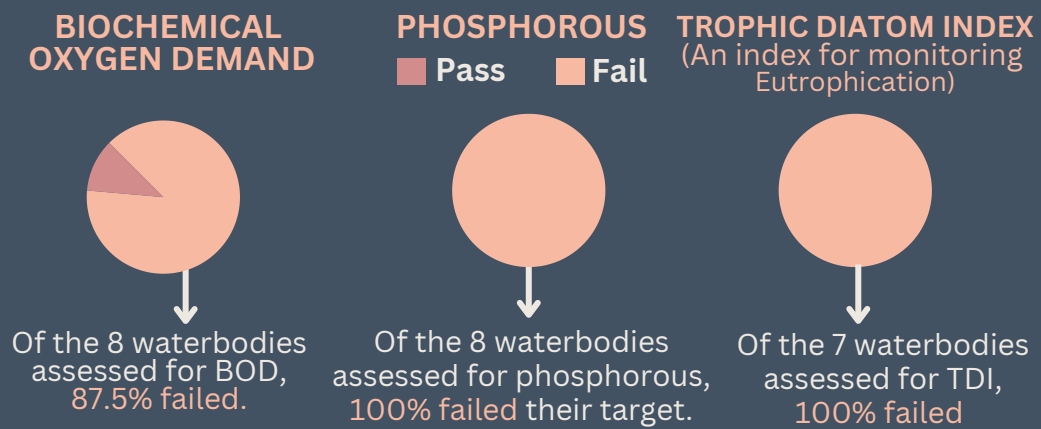 BIOCHEMICAL
OXYGEN DEMAND
Of the 8 waterbodies
assessed for BOD,
87.5% failed.
PHOSPHOROUS
Pass Fail
Of the 8 waterbodies
assessed for phosphorous,
100% failed their target.
TROPHIC DIATOM INDEX
(An index for monitoring
Eutrophication)
Of the 7 waterbodies
assessed for TDI,
100% failed